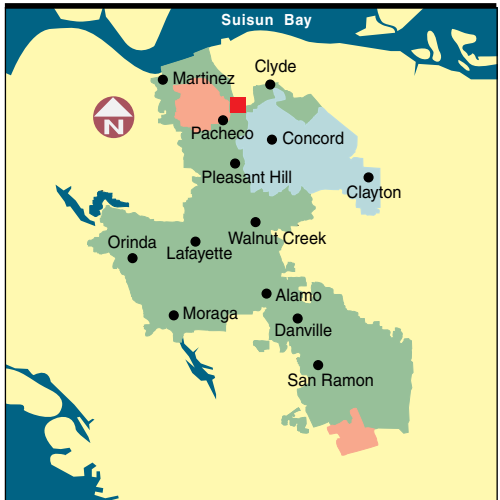 Suisun Bay
Clyde
Martinez
N
Pacheco
Concord
Pleasant Hill
Clayton
Walnut Creek
Orinda
Lafayette
Alamo
Moraga
Danville
San Ramon